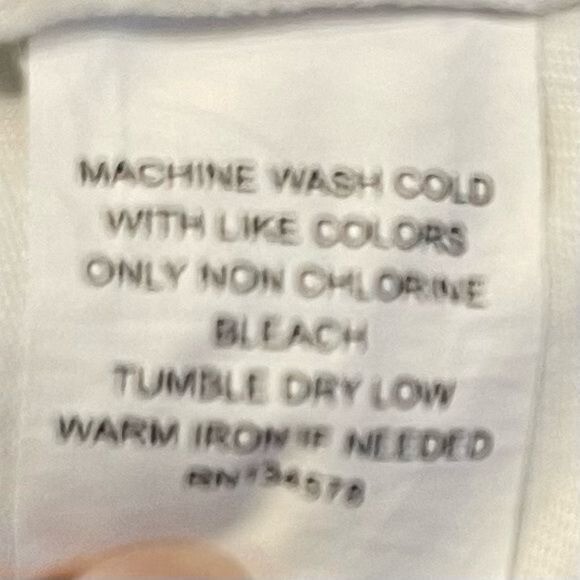 MACHINE WASH COLD
WITH LIKE COLORS
ONLY NON CHLORINE
BLEACH
TUMBLE DRY LOW
WARM IRON IF NEEDED